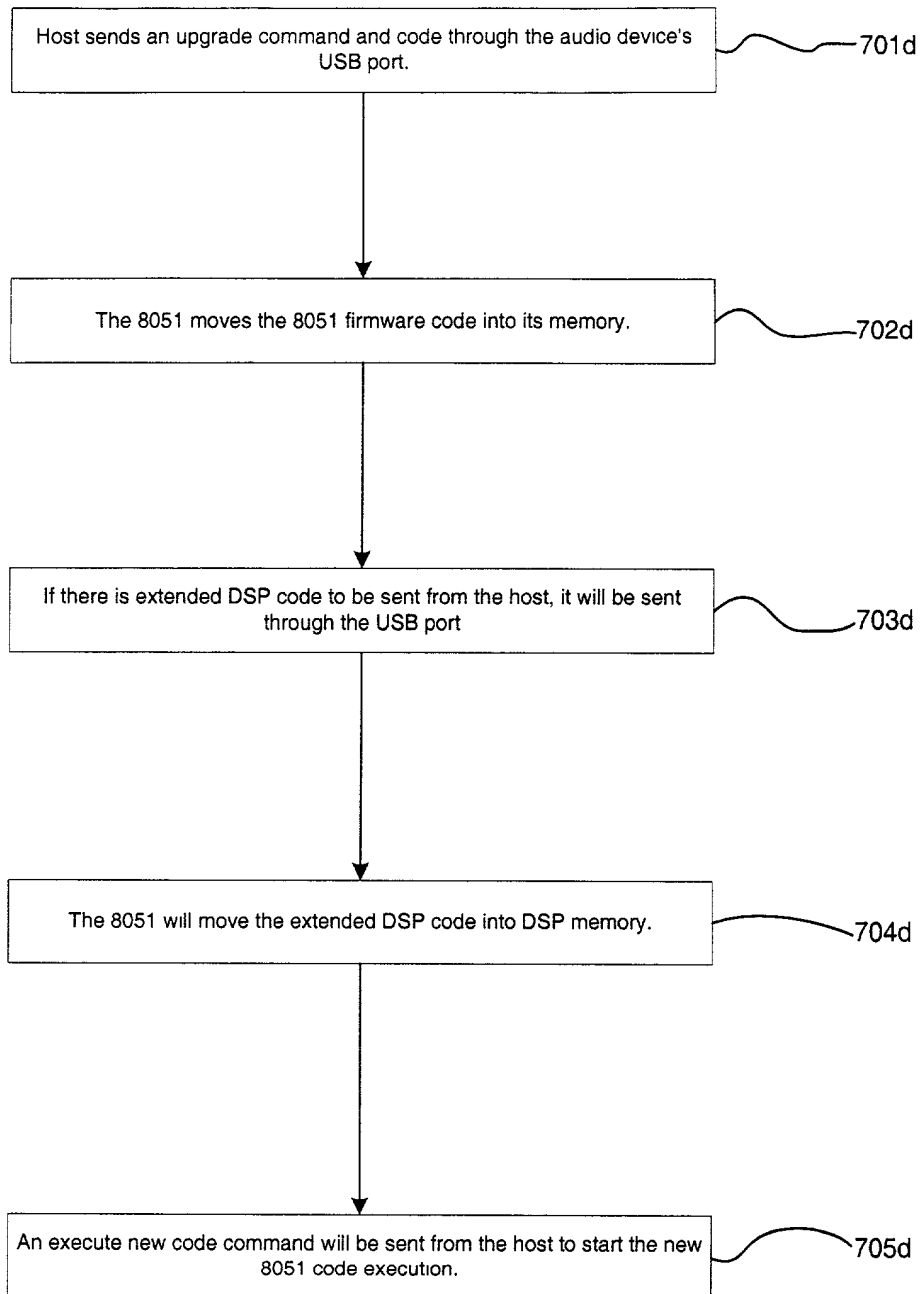 Host sends an upgrade command and code through the audio device's
USB port.
701d
The 8051 moves the 8051 firmware code into its memory.
702d
If there is extended DSP code to be sent from the host, it will be sent
through the USB port
703d
The 8051 will move the extended DSP code into DSP memory.
704d
An execute new code command will be sent from the host to start the new
8051 code execution.
705d